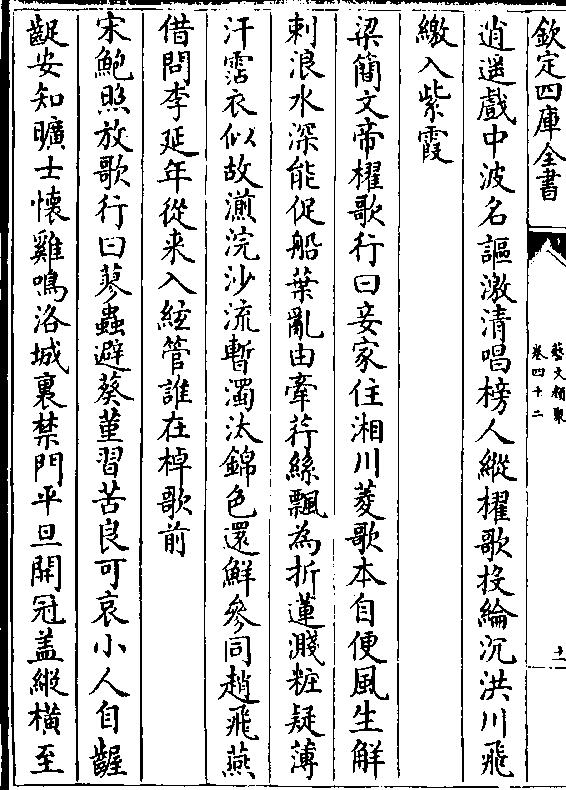 欽定四庫全書
藝文類聚
卷四十二
十一
逍遥戲中波名謳激清唱榜人縱櫂歌投綸沉洪川飛
繳入紫霞
梁簡文帝櫂歌行曰妾家住湘川菱歌本自便風生解
刺浪水深能促船葉亂由牽荇絲飄為折蓮濺粧疑薄
汗霑衣似故湔浣沙流暫濁汰錦色還鮮參同趙飛燕
借問李延年從来入絃管誰在棹歌前
宋鮑照放歌行曰蓼蟲避葵堇習苦良可哀小人自齷
齪安知曠士懐雞鳴洛城裏禁門平旦開冠盖縱橫至